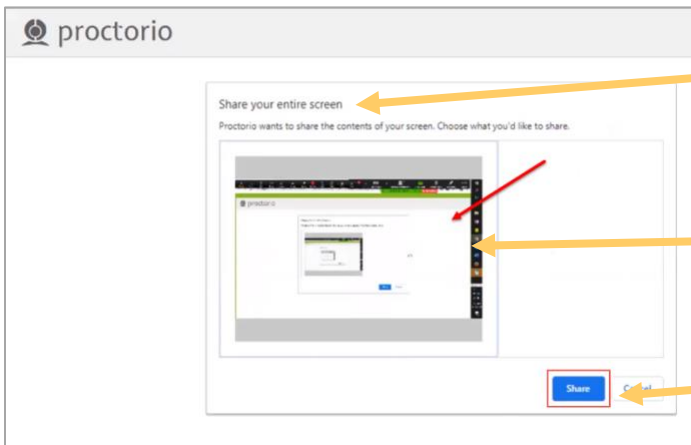 proctorio
Share your entire screen
Proctorio wants to share the contents of your screen. Choose what you'd like to share.
proctorio
Share